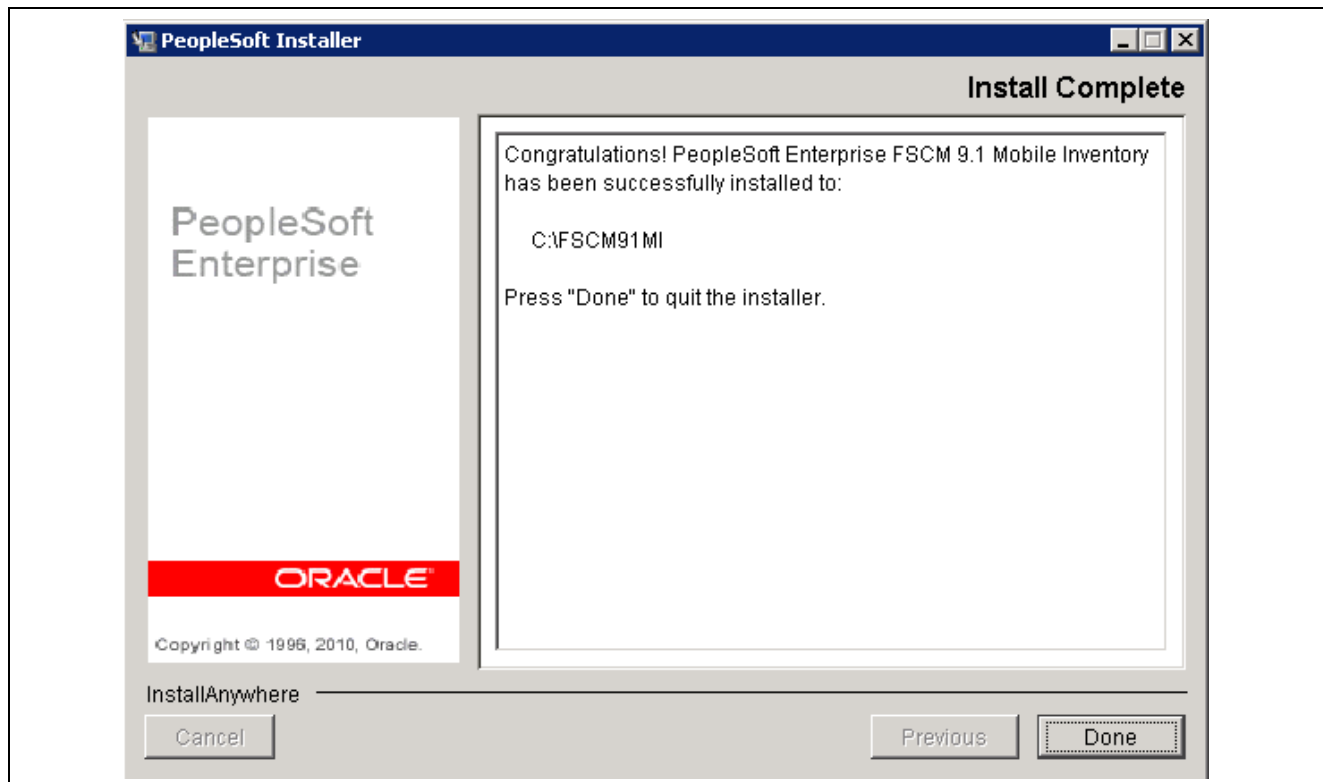 PeopleSoft Installer
Install Complete
PeopleSoft
Enterprise
ORACLE
Copyright © 1996, 2010, Oracle.
Congratulations! PeopleSoft Enterprise FSCM 9.1 Mobile Inventory
has been successfully installed to:
C:\FSCM91MI
Press "Done" to quit the installer.
InstallAnywhere
Cancel
Previous
Done